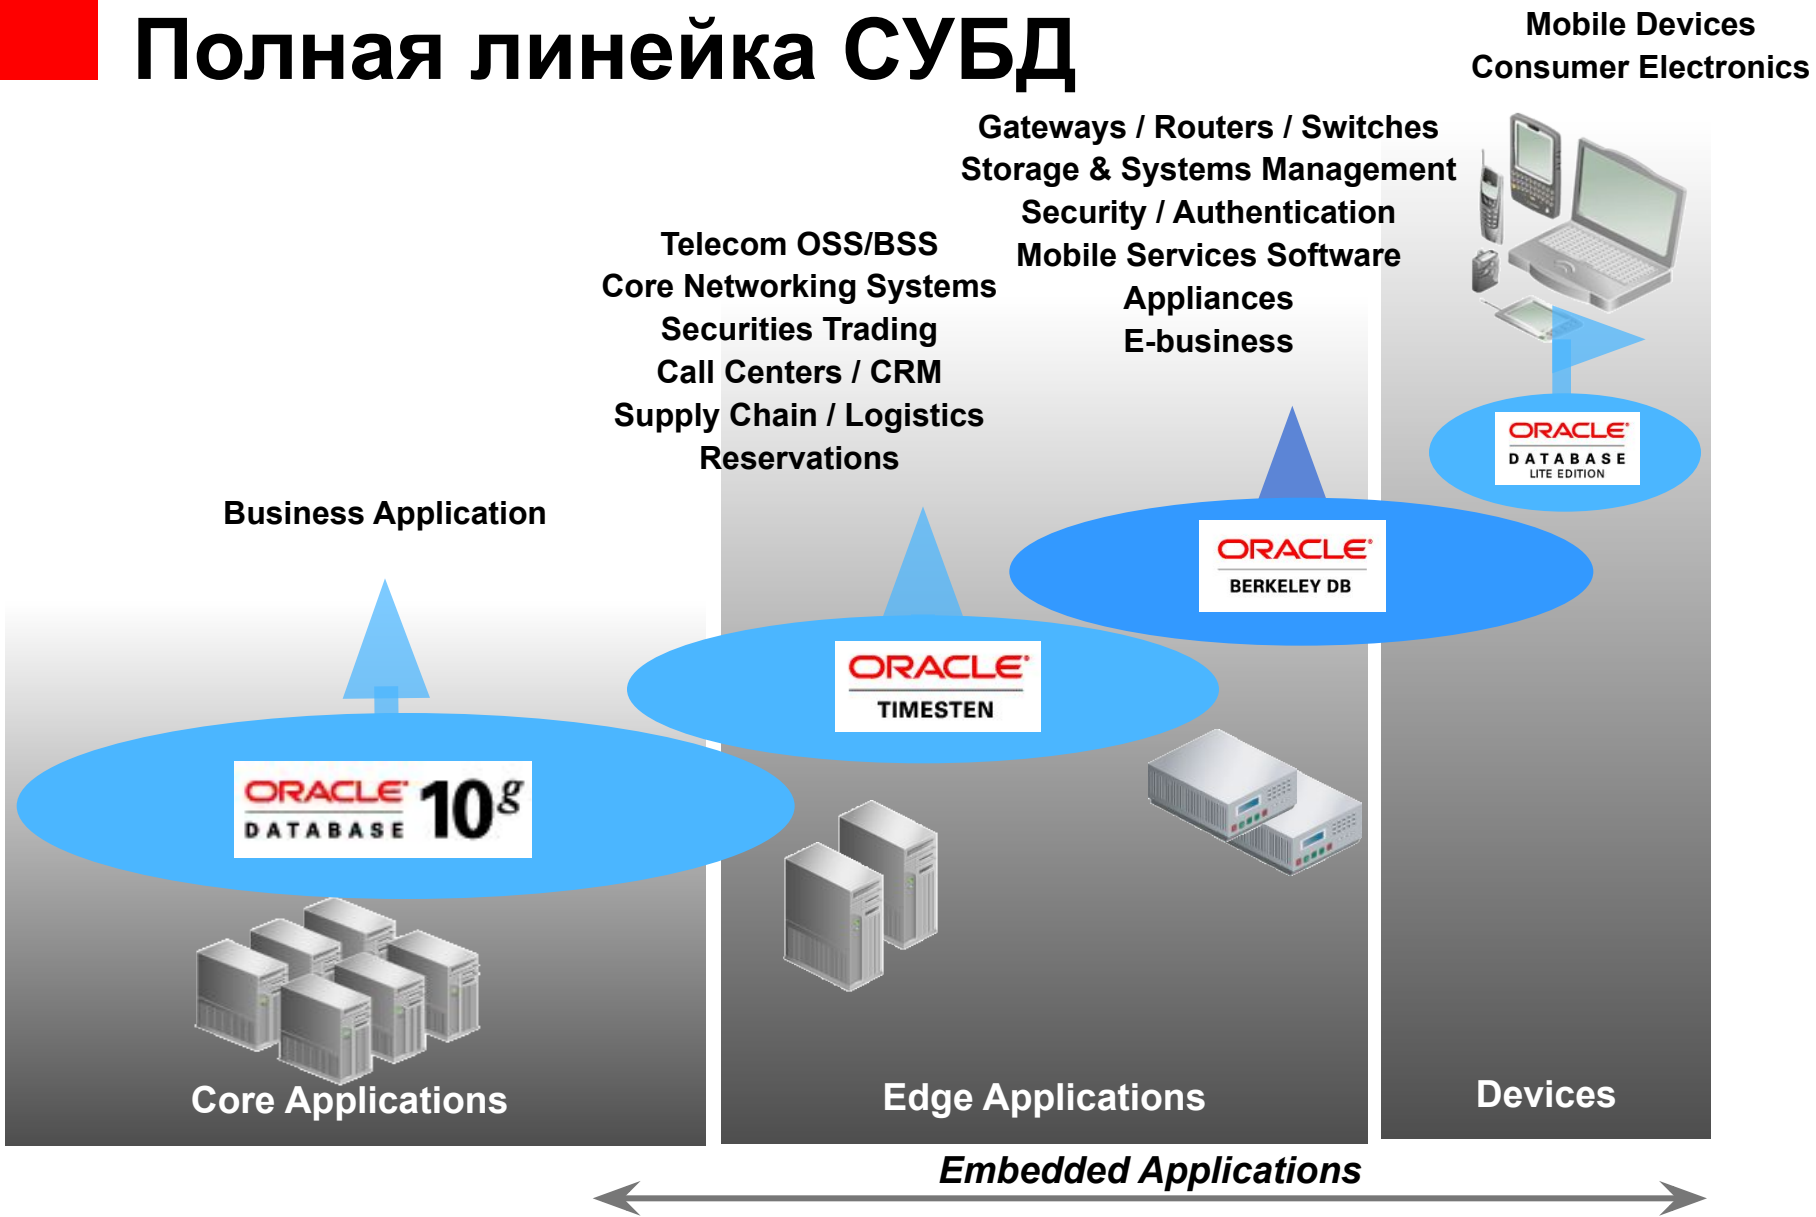 Полная линейка СУБД
Mobile Devices
Consumer Electronics
Gateways / Routers / Switches
Storage & Systems Management
Security / Authentication
Mobile Services Software
Appliances
E-business
Telecom OSS/BSS
Core Networking Systems
Securities Trading
Call Centers / CRM
Supply Chain / Logistics
Reservations
Business Application
ORACLE
DATABASE
LITE EDITION
ORACLE
BERKELEY DB
ORACLE
TIMESTEN
ORACLE
DATABASE
10g
Core Applications
Edge Applications
Devices
Embedded Applications